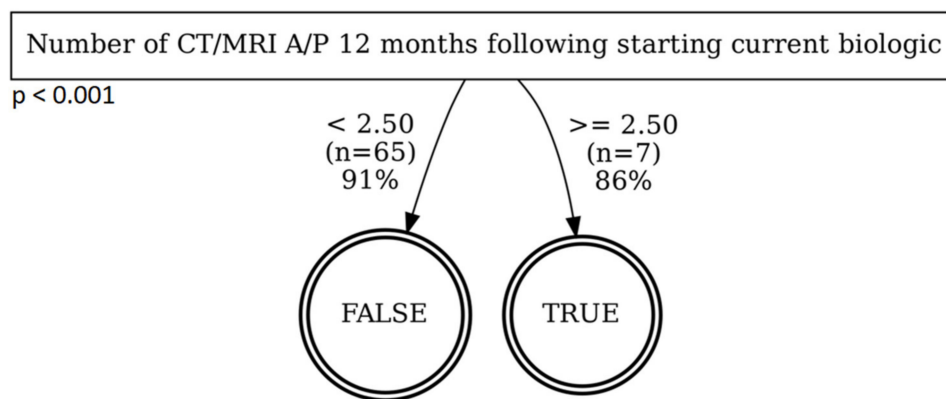 Number of CT/MRI A/P 12 months following starting current biologic
p < 0.001
< 2.50
(n=65)
91%
>= 2.50
(n=7)
86%
FALSE
TRUE